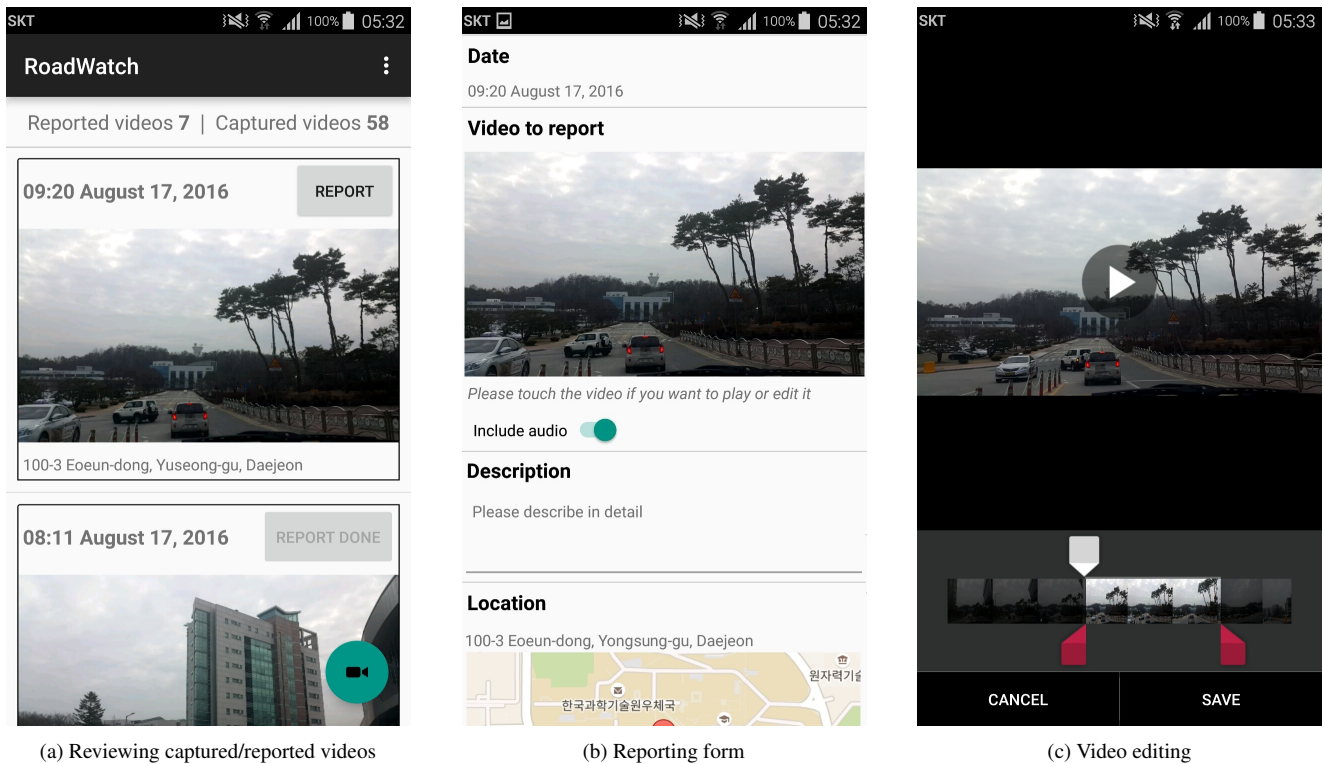 SKT 100% 05:32
RoadWatch
Reported videos 7 | Captured videos 58
09:20 August 17, 2016 REPORT
100-3 Eoeun-dong, Yuseong-gu, Daejeon
08:11 August 17, 2016 REPORT DONE
(a) Reviewing captured/reported videos
SKT 100% 05:32
Date
09:20 August 17, 2016
Video to report
Please touch the video if you want to play or edit it
Include audio
Description
Please describe in detail
Location
100-3 Eoeun-dong, Yongsung-gu, Daejeon
원자력기술
한국과학기술원우체국
(b) Reporting form
SKT 100% 05:33
CANCEL SAVE
(c) Video editing